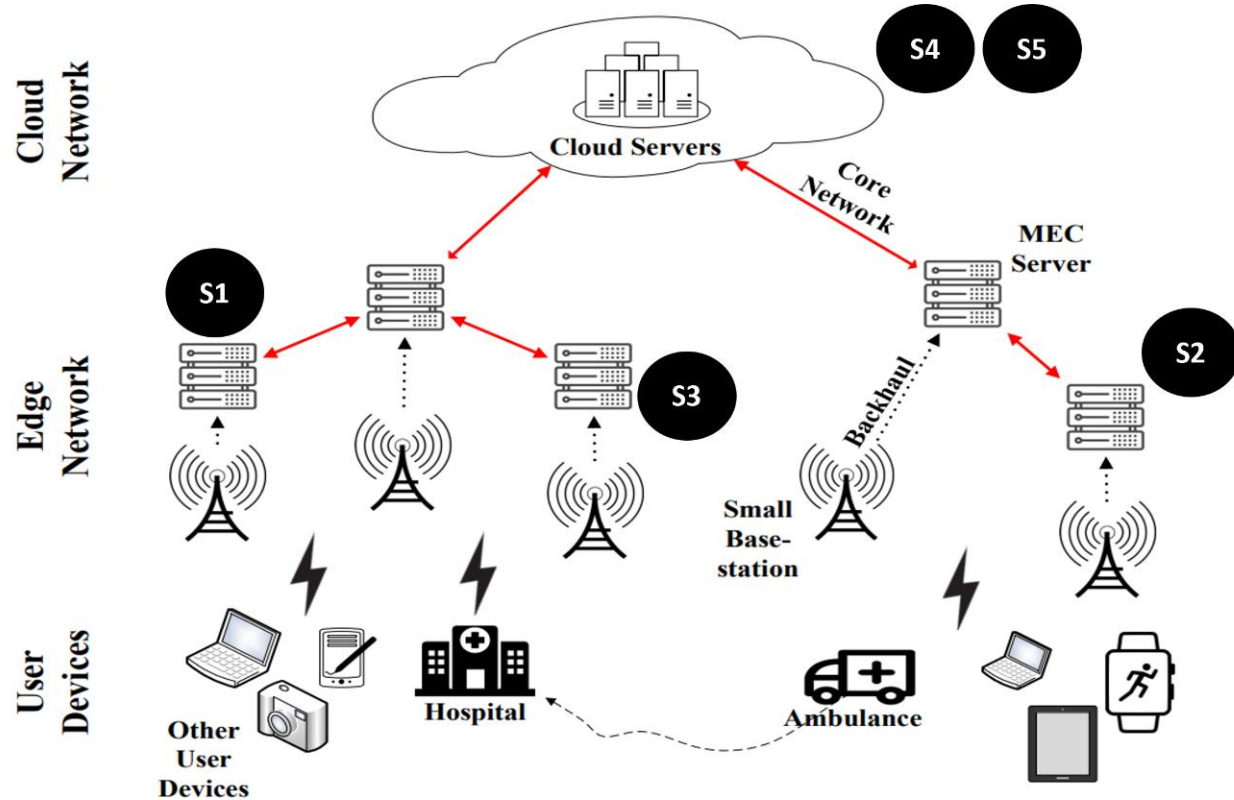 Cloud
Network
S4
S5
Cloud Servers
Core
Network
MEC
Server
S1
S2
S3
Edge
Network
Backhaul
Small
Base-
station
User
Devices
Hospital
Ambulance
Other
User
Devices